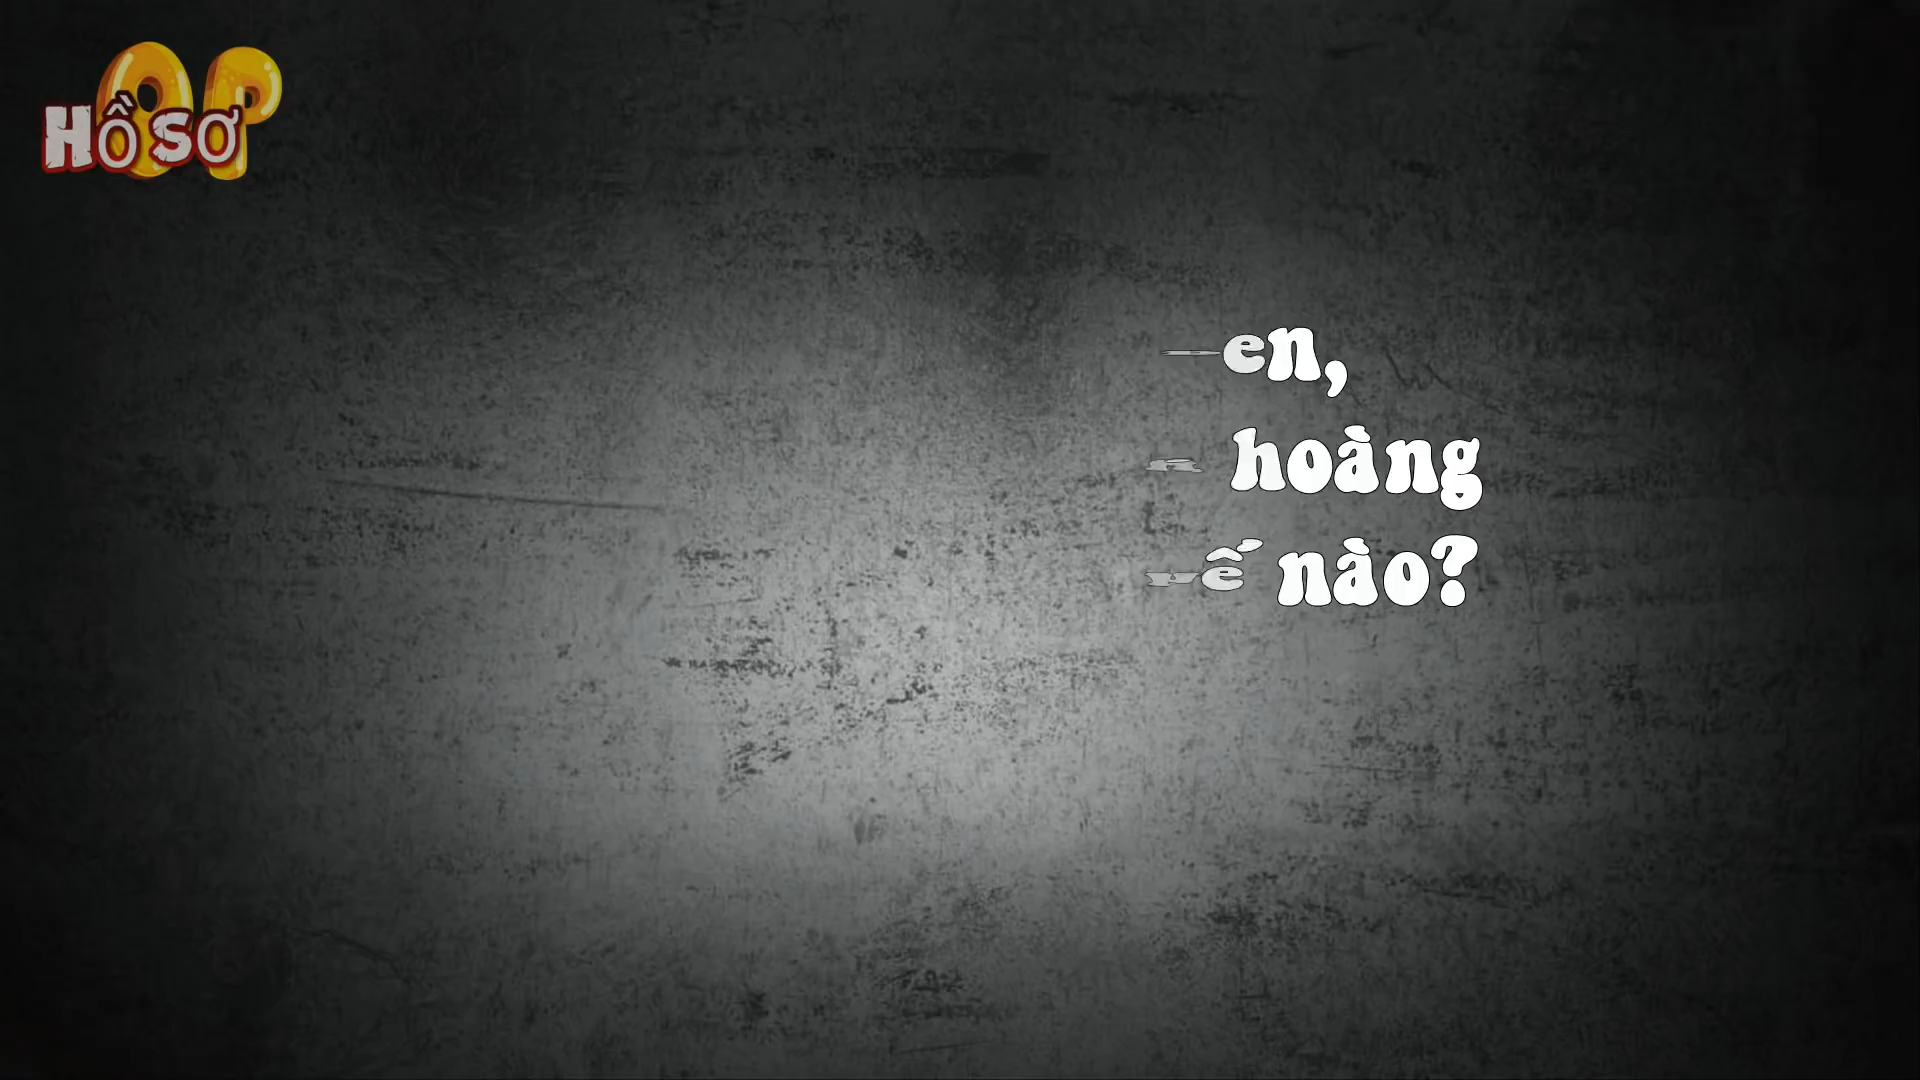 OP
Hồ sơ
en,
hoàng
ế nào?